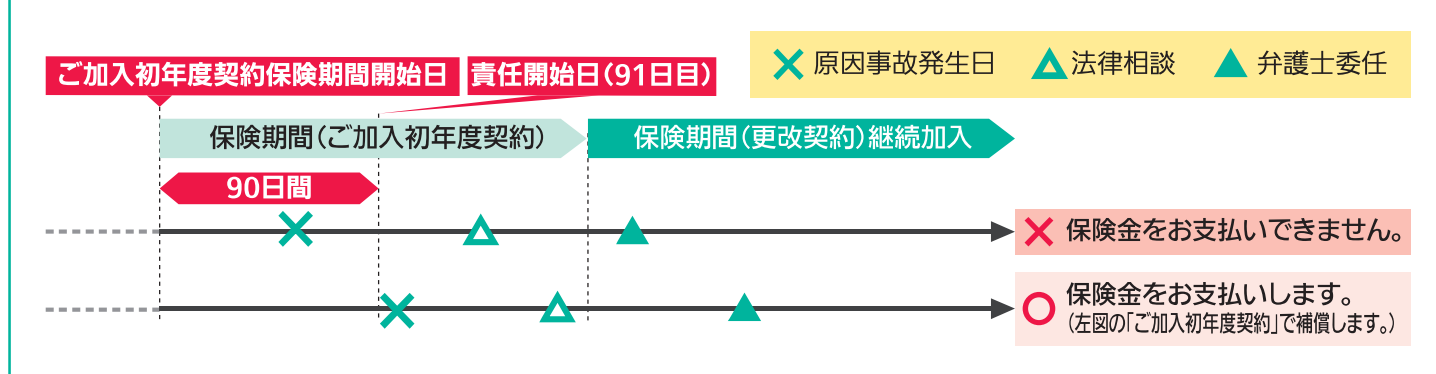 ご加入初年度契約保険期間開始日
責任開始日(91日目)
原因事故発生日
法律相談
弁護士委任
保険期間(ご加入初年度契約)
保険期間(更改契約)継続加入
90日間
保険金をお支払いできません。
保険金をお支払いします。
(左図の「ご加入初年度契約」で補償します。)